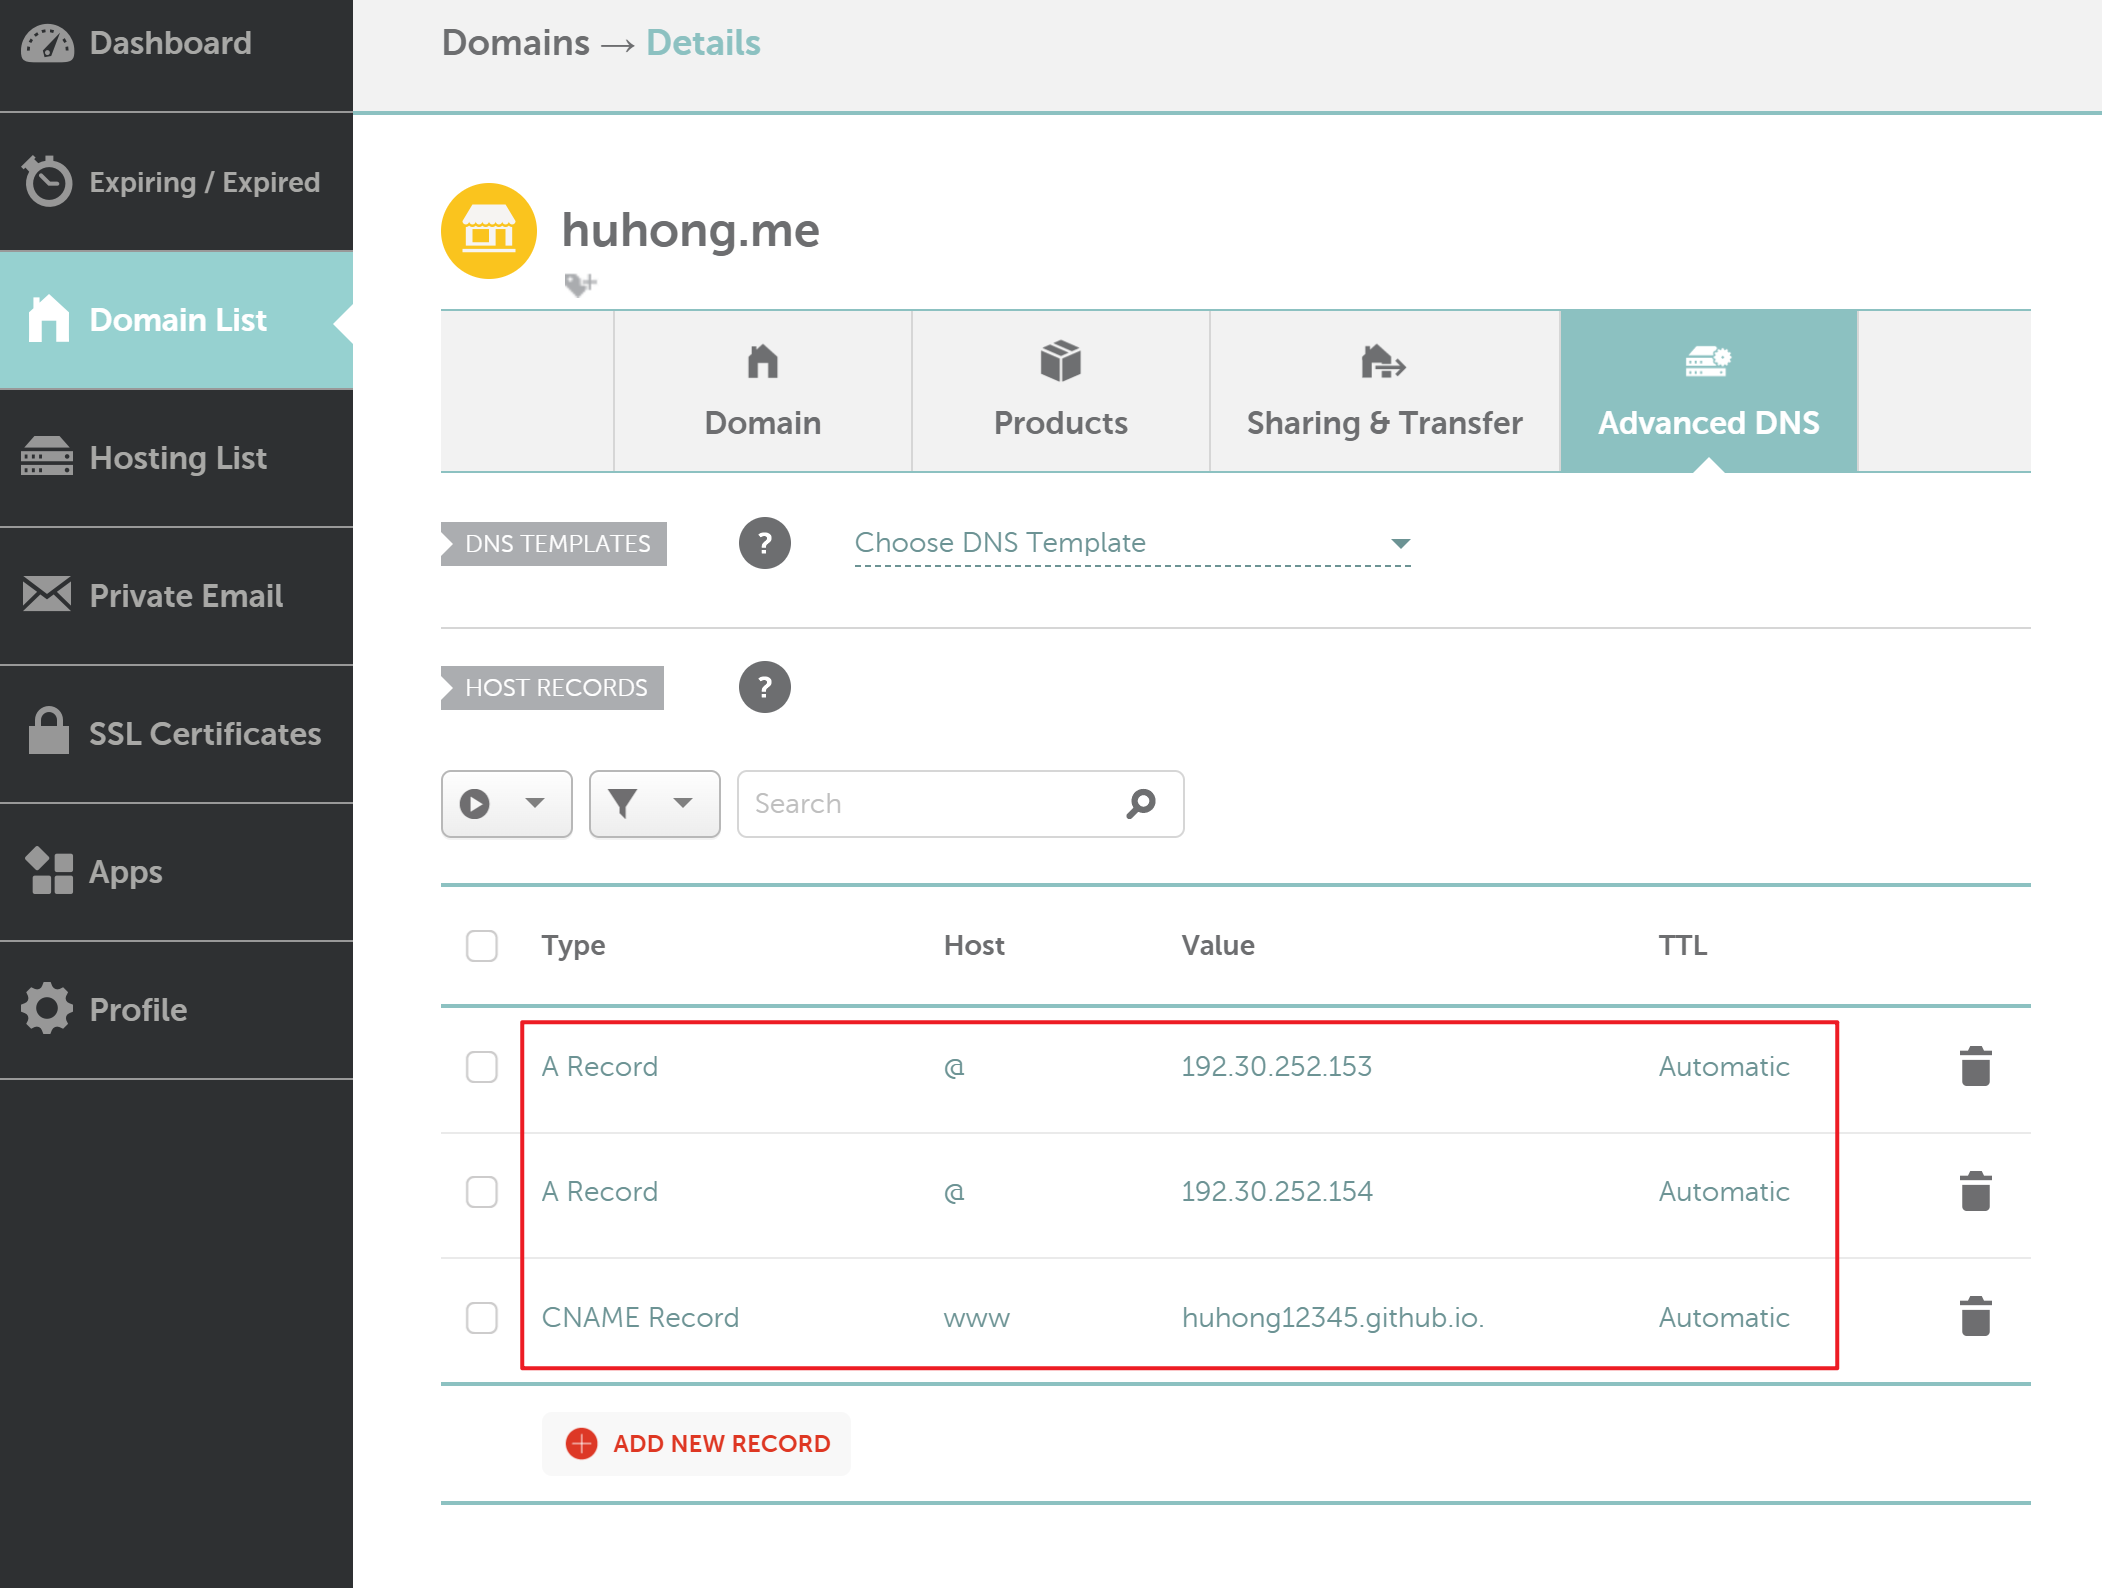 Dashboard
Expiring / Expired
Domain List
Hosting List
Private Email
SSL Certificates
Apps
Profile
Domains → Details
huhong.me
Domain
Products
Sharing & Transfer
Advanced DNS
DNS TEMPLATES
?
Choose DNS Template
HOST RECORDS
?
Search
Type Host Value TTL
A Record @ 192.30.252.153 Automatic
A Record @ 192.30.252.154 Automatic
CNAME Record www huhong12345.github.io. Automatic
ADD NEW RECORD